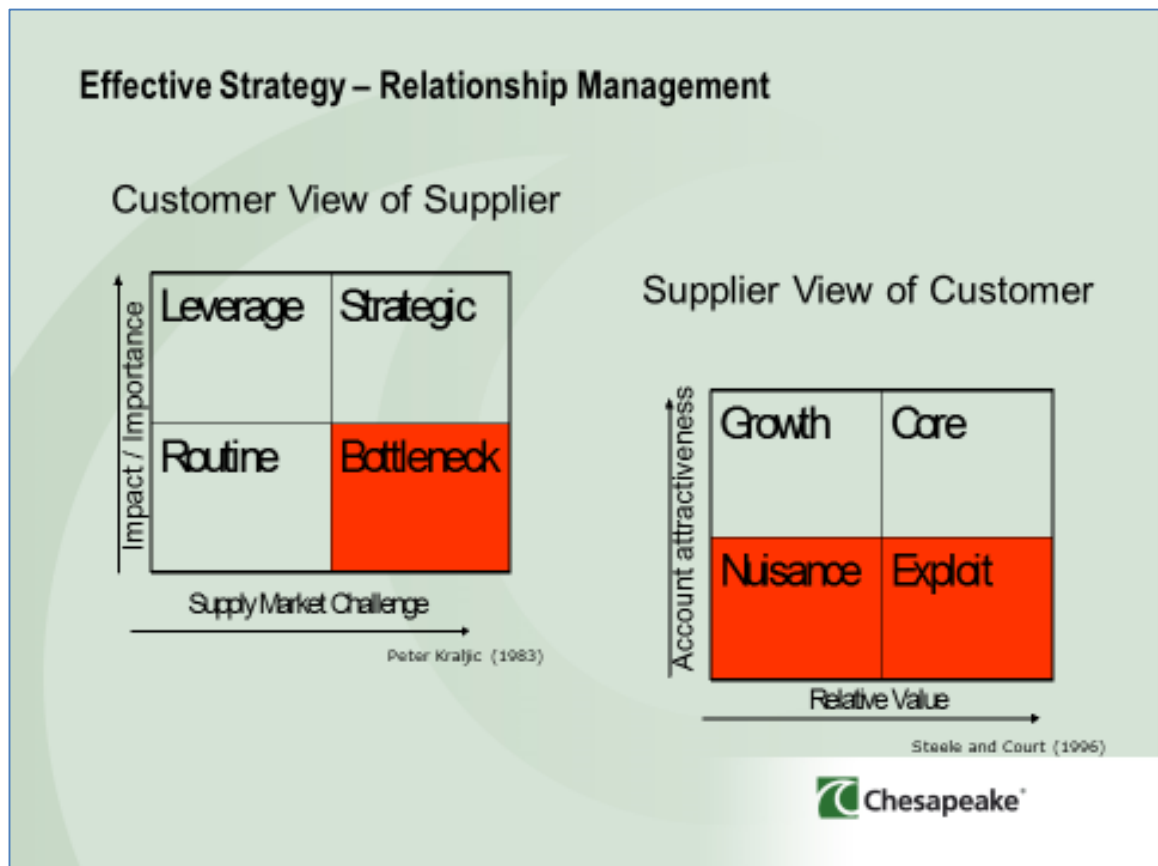 Effective Strategy – Relationship Management
Customer View of Supplier
Impact / Importance
Leverage
Strategic
Routine
Bottleneck
Supply Market Challenge
Peter Kraljic (1983)
Supplier View of Customer
Account attractiveness
Growth
Core
Nuisance
Exploit
Relative Value
Steele and Court (1996)
Chesapeake